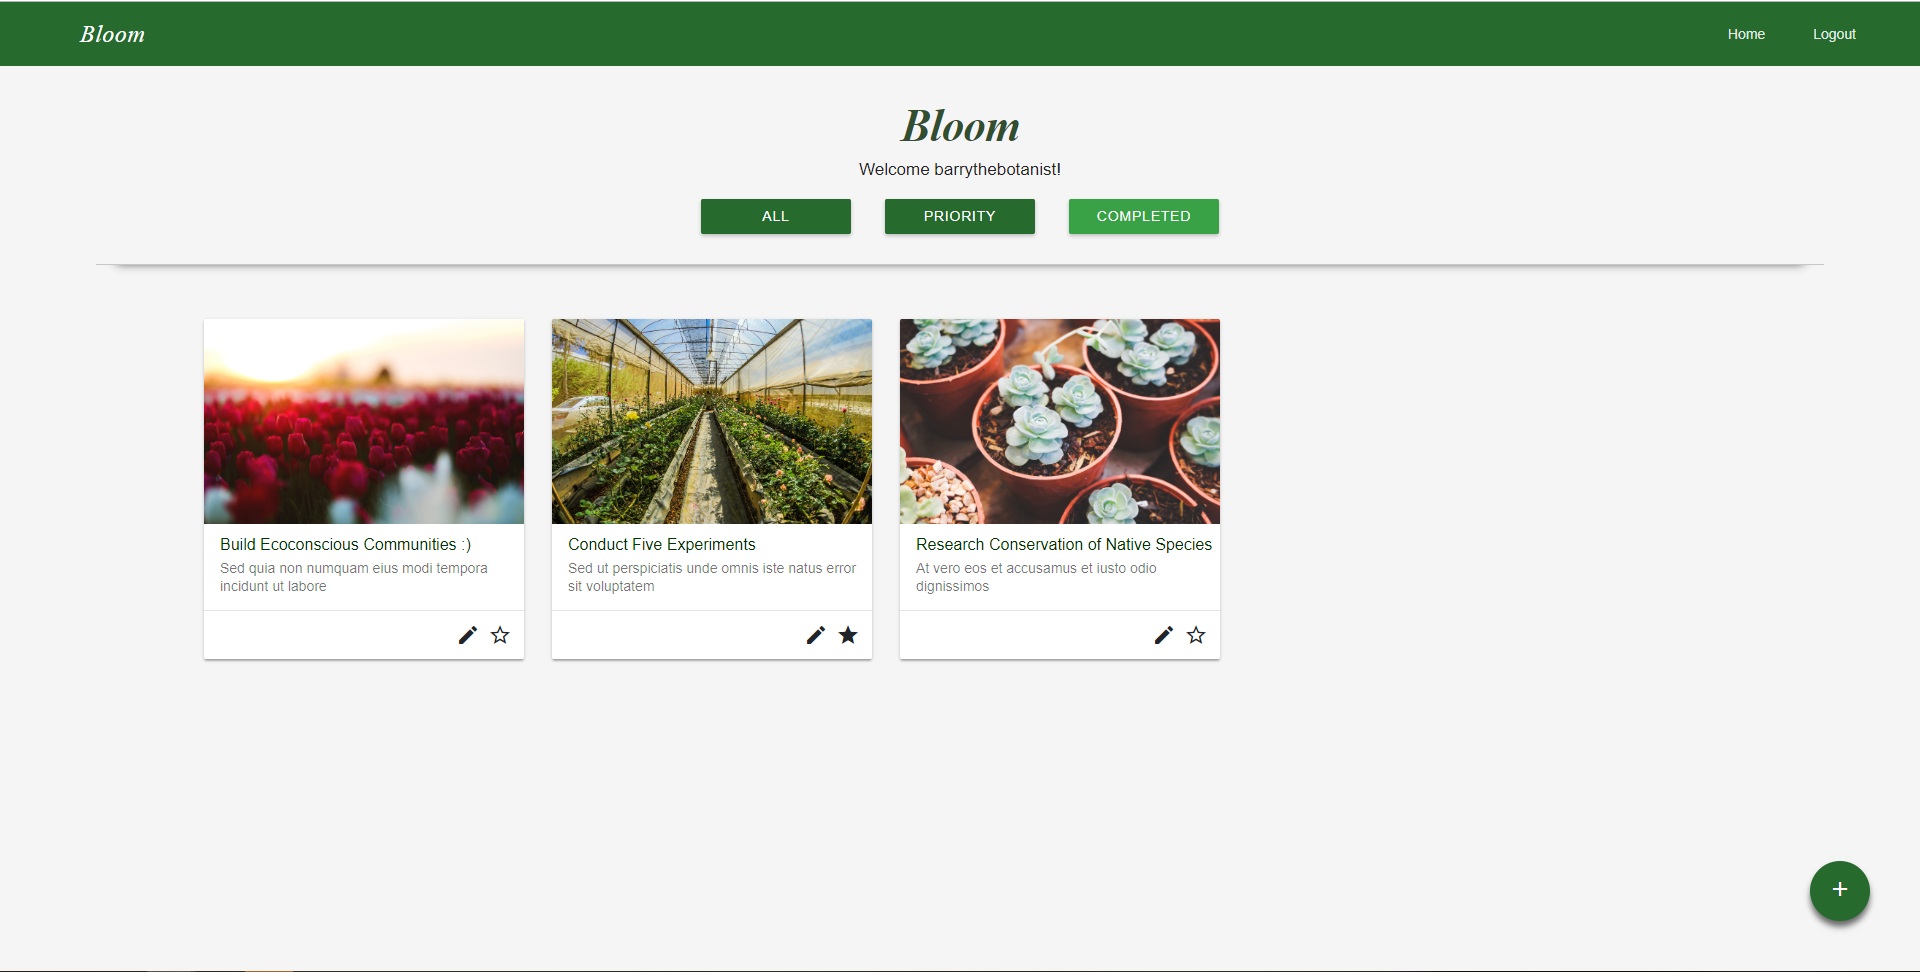 Bloom
Home
Logout
Bloom
Welcome barrythebotanist!
ALL
PRIORITY
COMPLETED
Build Ecoconscious Communities :)
Sed quia non numquam eius modi tempora
incidunt ut labore
Conduct Five Experiments
Sed ut perspiciatis unde omnis iste natus error
sit voluptatem
Research Conservation of Native Species
At vero eos et accusamus et iusto odio
dignissimos
+